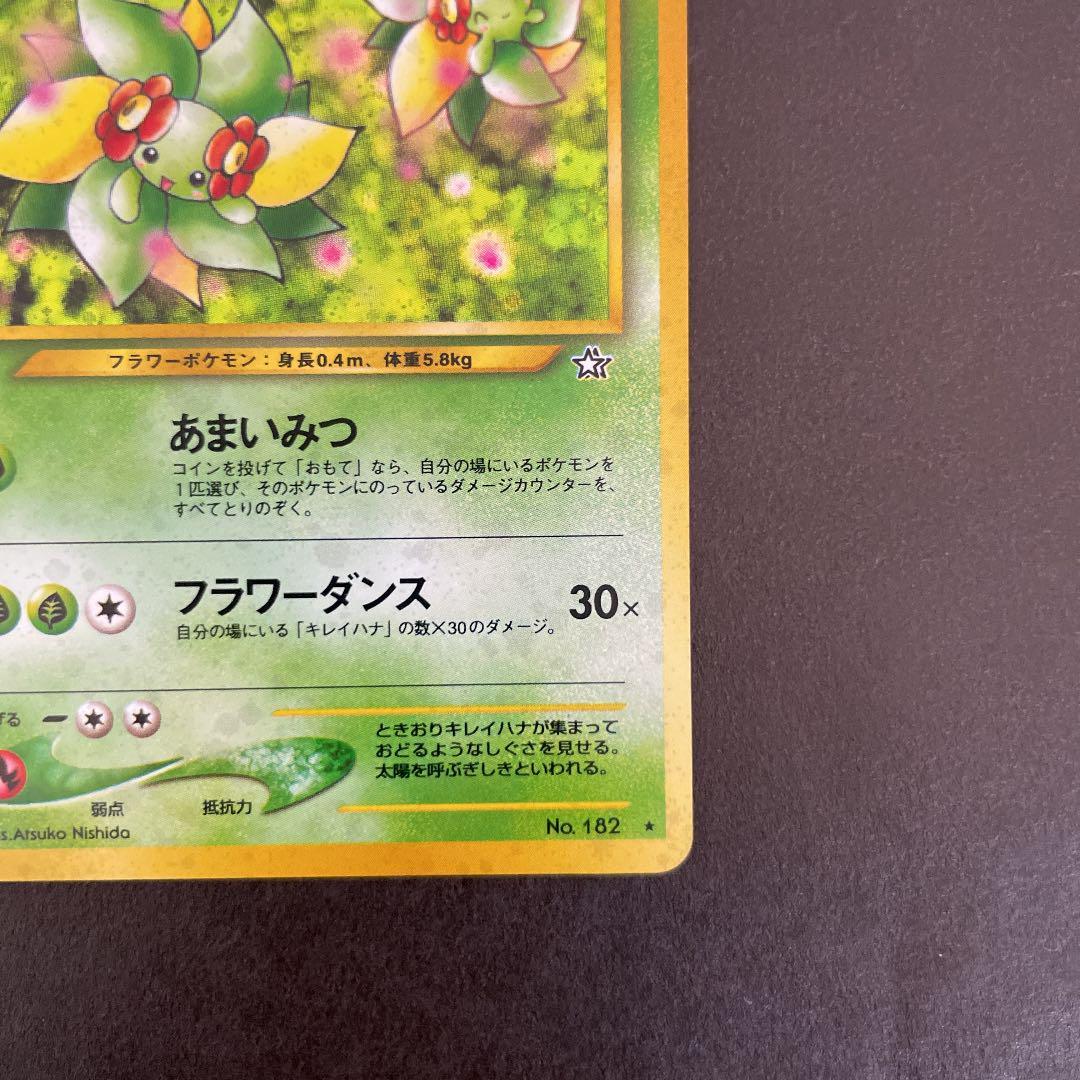 フラワーポケモン：身長0.4m、体重5.8kg
あまいみつ
コインを投げて「おもて」なら、自分の場にいるポケモンを
1匹選び、そのポケモンにのっているダメージカウンターを、
すべてとりのぞく。
フラワーダンス 30×
自分の場にいる「キレイハナ」の数×30のダメージ。
げる
ときおりキレイハナが集まって
おどるようなしぐさを見せる。
太陽を呼ぶぎしきといわれる。
弱点 抵抗力
s.Atsuko Nishida
No. 182 ★